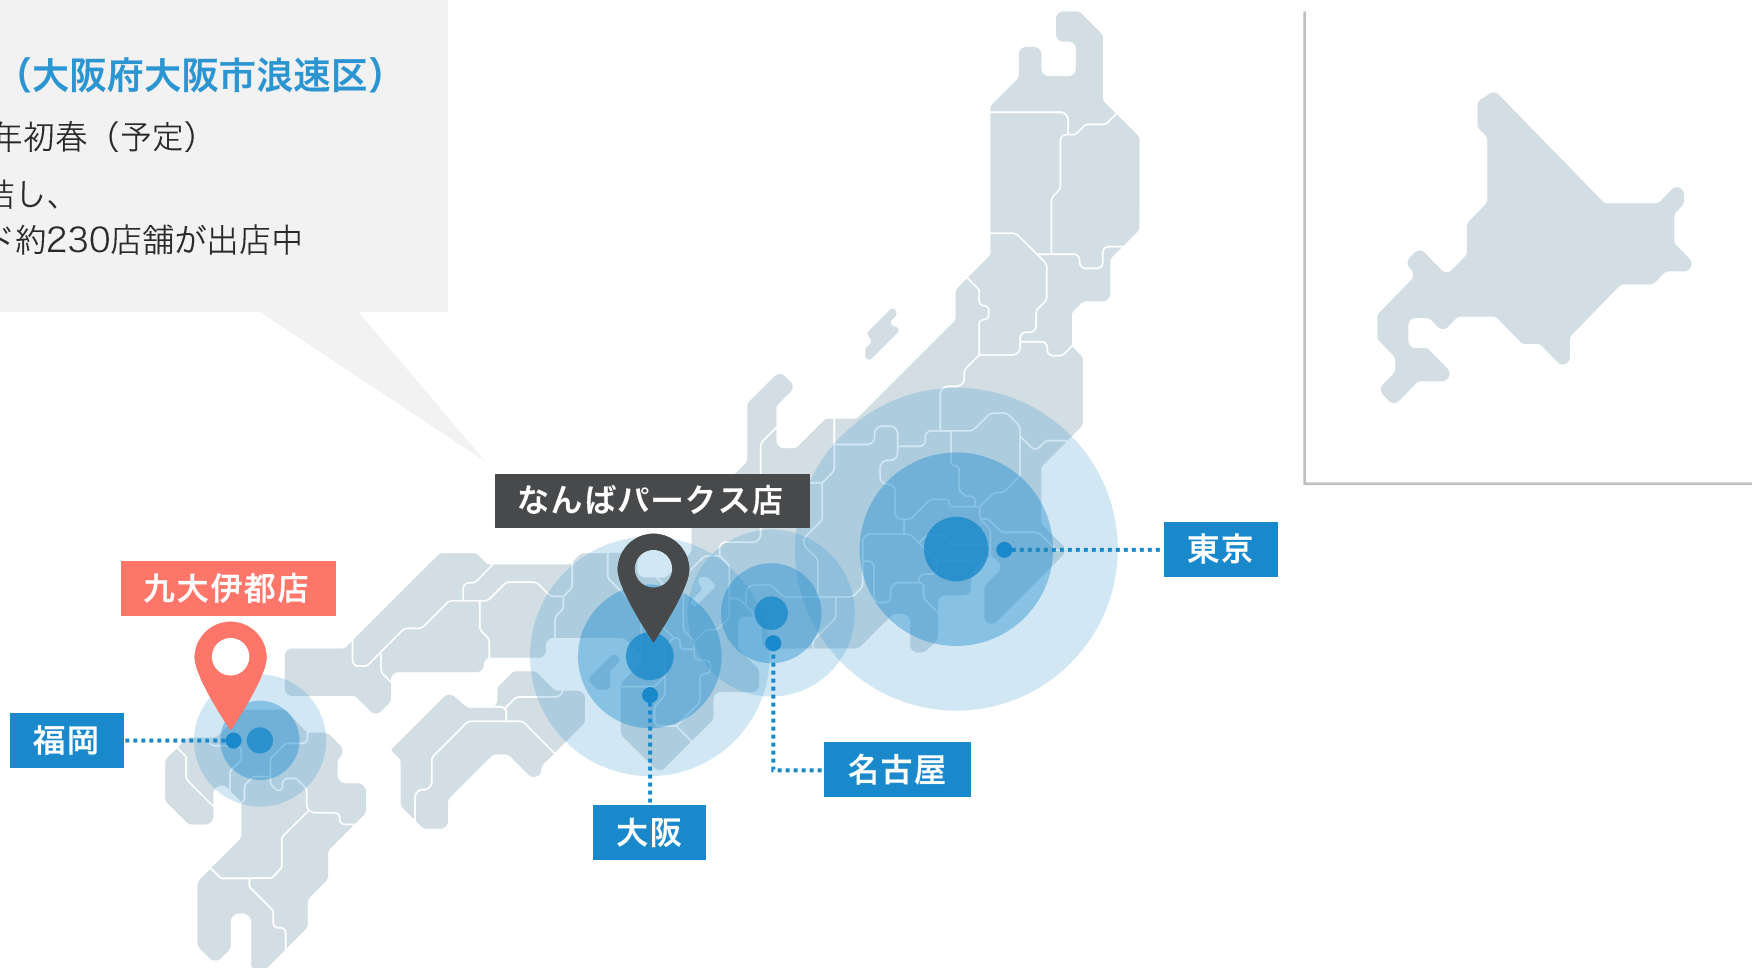 （大阪府大阪市浪速区）
年初春（予定）
結し、
ド約230店舗が出店中
なんばパークス店
東京
九大伊都店
福岡
名古屋
大阪